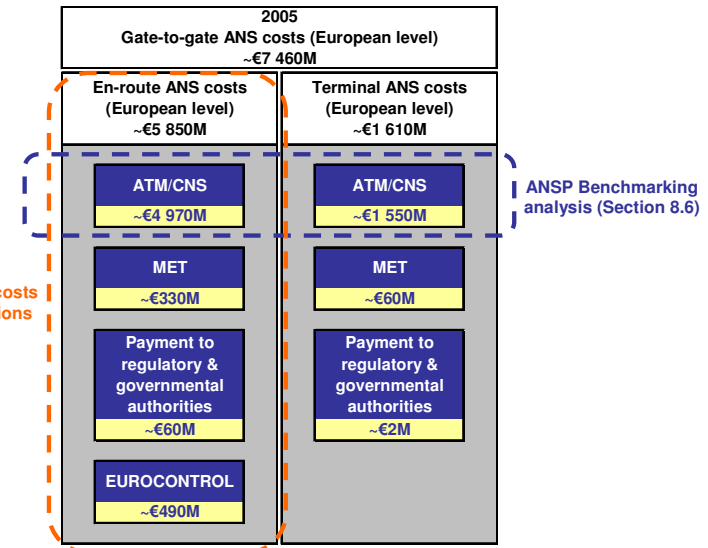 2005
Gate-to-gate ANS costs (European level)
~€7 460M
En-route ANS costs
(European level)
~€5 850M
Terminal ANS costs
(European level)
~€1 610M
ATM/CNS
~€4 970M
ATM/CNS
~€1 550M
ANSP Benchmarking
analysis (Section 8.6)
MET
~€330M
MET
~€60M
costs
ions
Payment to
regulatory &
governmental
authorities
~€60M
Payment to
regulatory &
governmental
authorities
~€2M
EUROCONTROL
~€490M